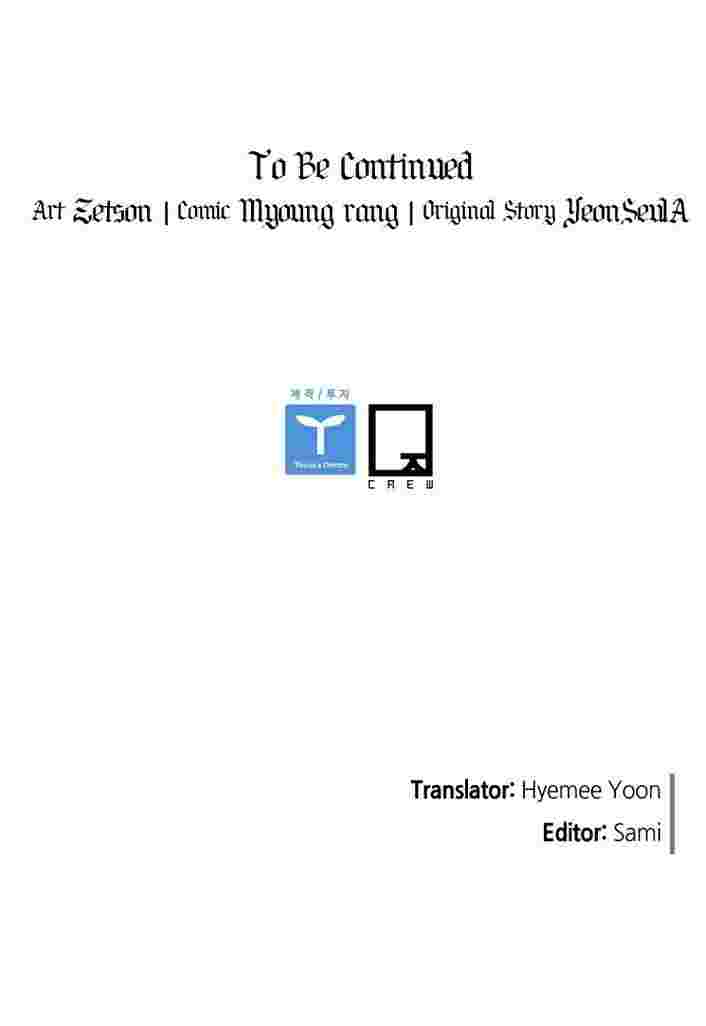 To Be Continued
Art Zetson | Comic Myoung rang | Original Story YeonSeulA
제작/투자
CREW
Translator: Hyemee Yoon
Editor: Sami